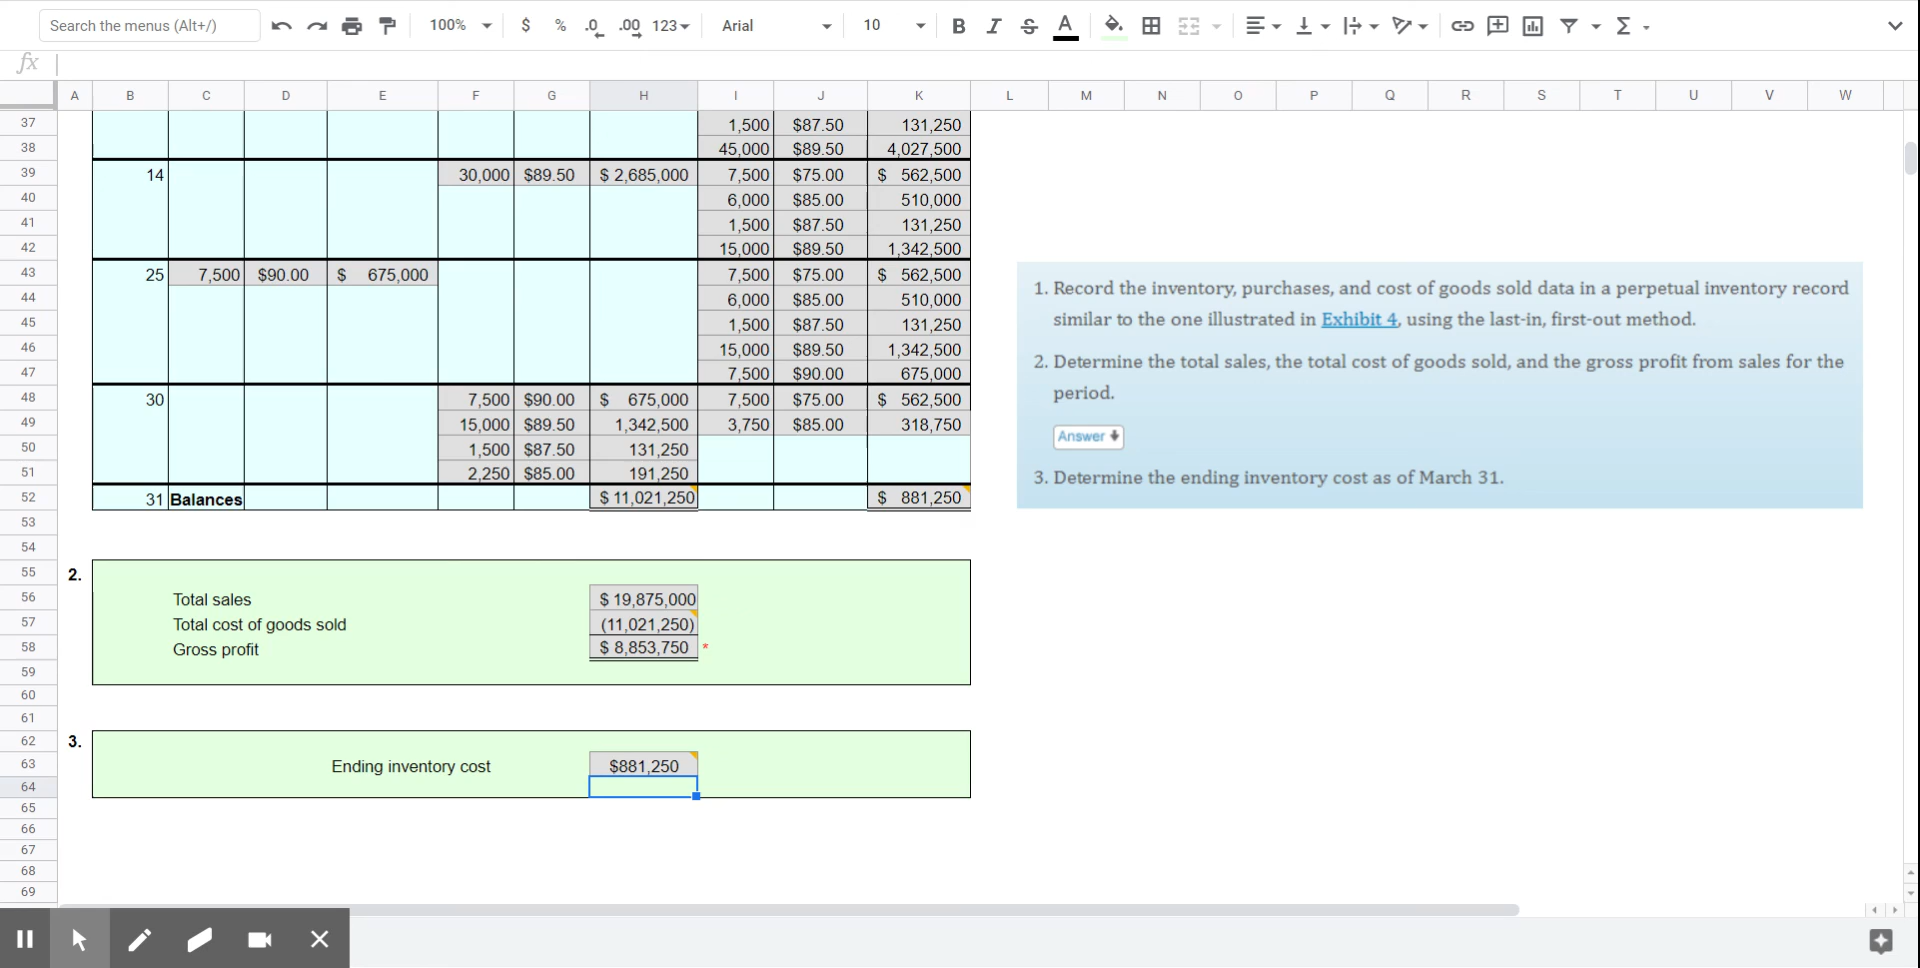 Search the menus (Alt+/) 100% $ % .0 .00 123 Arial 10 B I S A Σ
fx
A B C D E F G H I J K L M N O P Q R S T U V W
37 1,500 $87.50 131,250
38 45,000 $89.50 4,027,500
39 14 30,000 $89.50 $ 2,685,000 7,500 $75.00 $ 562,500
40 6,000 $85.00 510,000
41 1,500 $87.50 131,250
42 15,000 $89.50 1,342,500
43 25 7,500 $90.00 $ 675,000 7,500 $75.00 $ 562,500
44 6,000 $85.00 510,000
45 1,500 $87.50 131,250
46 15,000 $89.50 1,342,500
47 7,500 $90.00 675,000
48 30 7,500 $90.00 $ 675,000 7,500 $75.00 $ 562,500
49 15,000 $89.50 1,342,500 3,750 $85.00 318,750
50 1,500 $87.50 131,250
51 2,250 $85.00 191,250
52 31 Balances $ 11,021,250 $ 881,250
53
54
55 2.
56 Total sales $ 19,875,000
57 Total cost of goods sold (11,021,250)
58 Gross profit $ 8,853,750 *
59
60
61
62 3.
63 Ending inventory cost $881,250
64
65
66
67
68
69
1. Record the inventory, purchases, and cost of goods sold data in a perpetual inventory record
similar to the one illustrated in Exhibit 4, using the last-in, first-out method.
2. Determine the total sales, the total cost of goods sold, and the gross profit from sales for the
period.
Answer
3. Determine the ending inventory cost as of March 31.